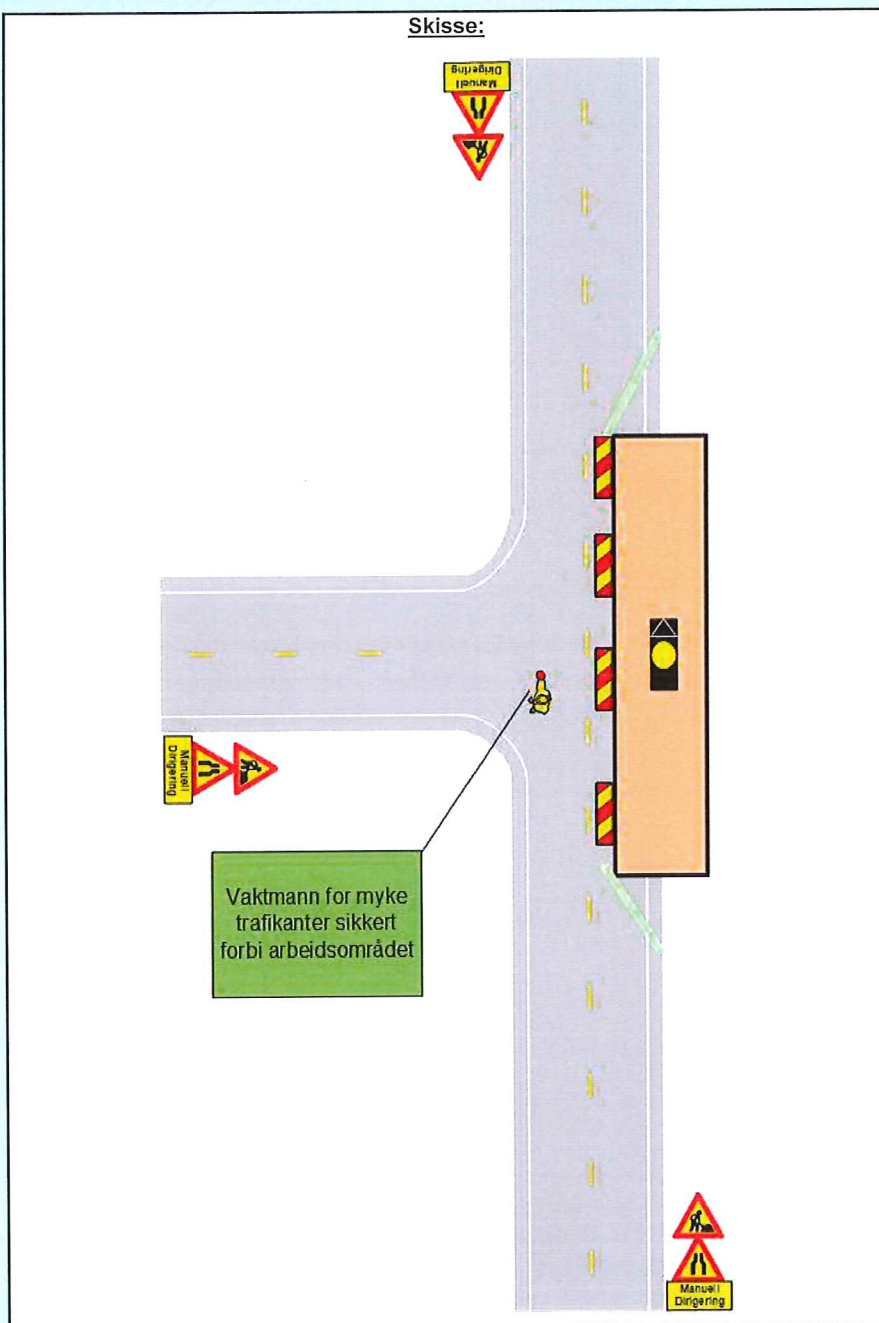 Skisse:
Manuell
Dirigering
Manuell
Dirigering
Vaktmann for myke
trafikanter sikkert
forbi arbeidsområdet
Manuell
Dirigering